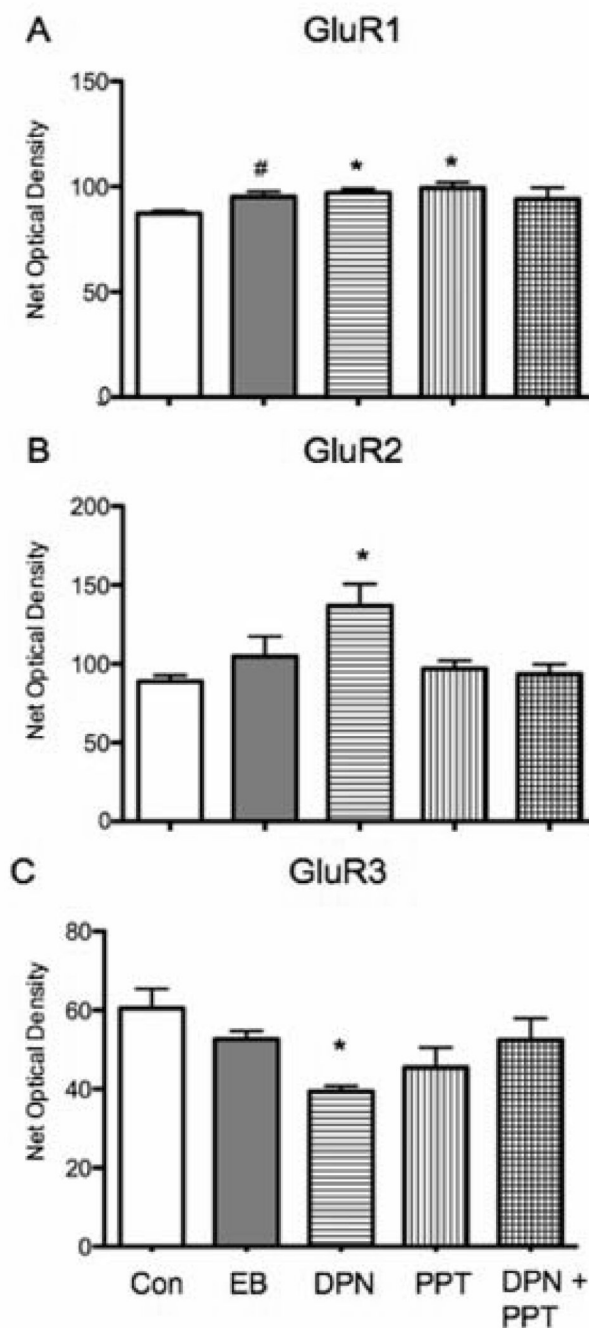 A
GluR1
Net Optical Density
150
100
50
0
#
*
*
B
GluR2
Net Optical Density
200
150
100
50
0
*
C
GluR3
Net Optical Density
80
60
40
20
0
*
Con EB DPN PPT DPN +
PPT